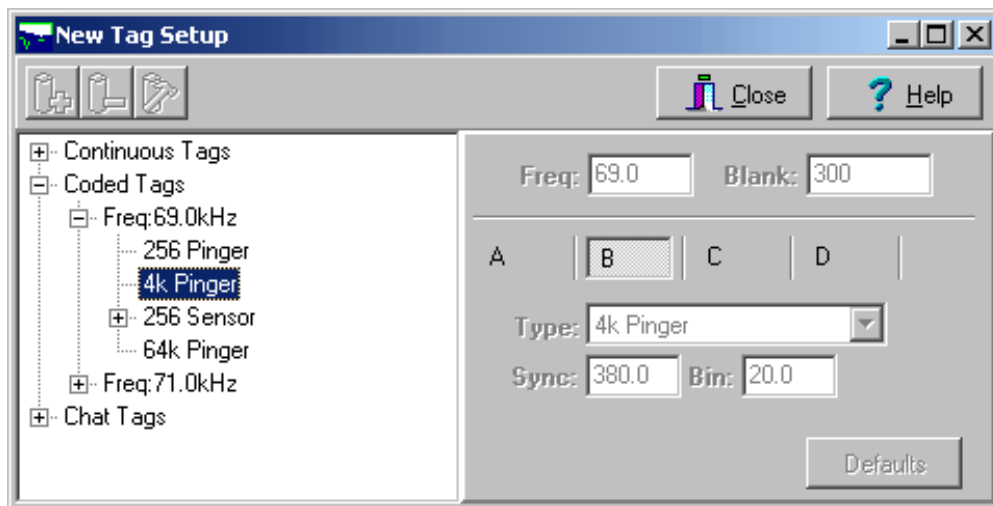 New Tag Setup
Close
Help
Continuous Tags
Coded Tags
Freq:69.0kHz
256 Pinger
4k Pinger
256 Sensor
64k Pinger
Freq:71.0kHz
Chat Tags
Freq: 69.0 Blank: 300
A B C D
Type: 4k Pinger
Sync: 380.0 Bin: 20.0
Defaults